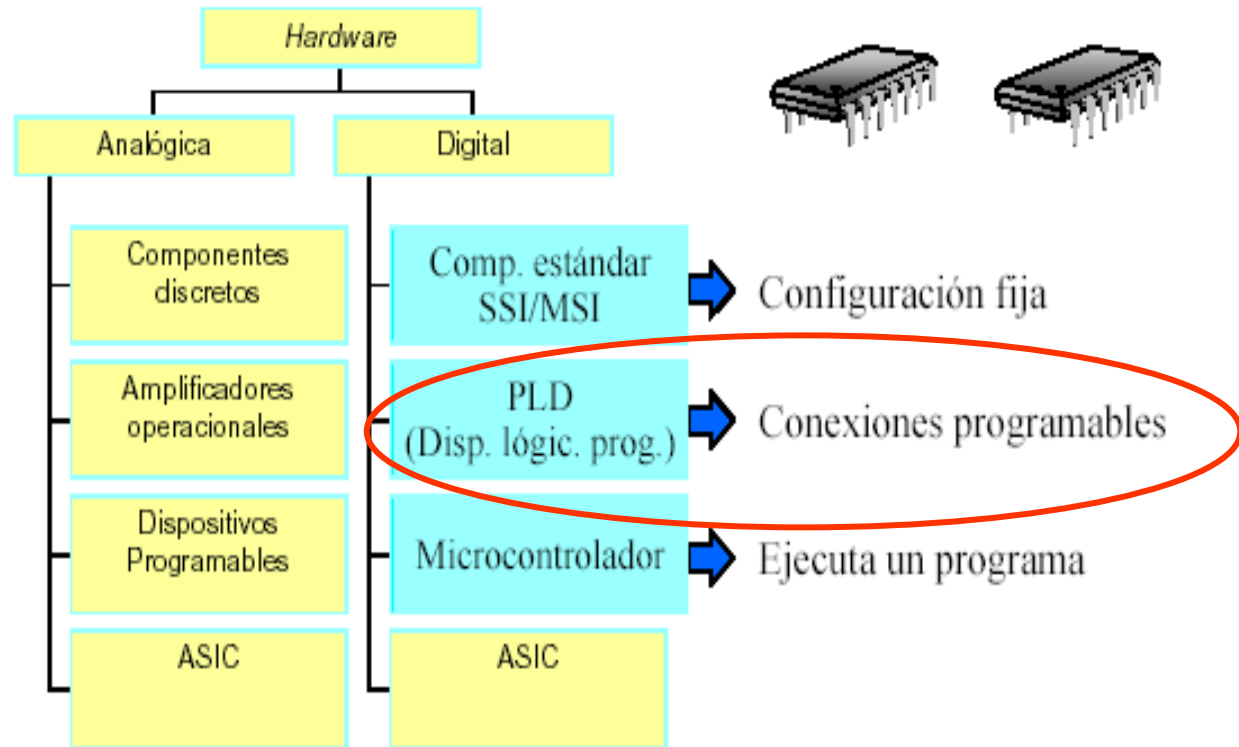 Hardware
Analógica
Digital
Componentes
discretos
Comp. estándar
SSI/MSI
Configuración fija
Amplificadores
operacionales
PLD
(Disp. lógic. prog.)
Conexiones programables
Dispositivos
Programables
Microcontrolador
Ejecuta un programa
ASIC
ASIC